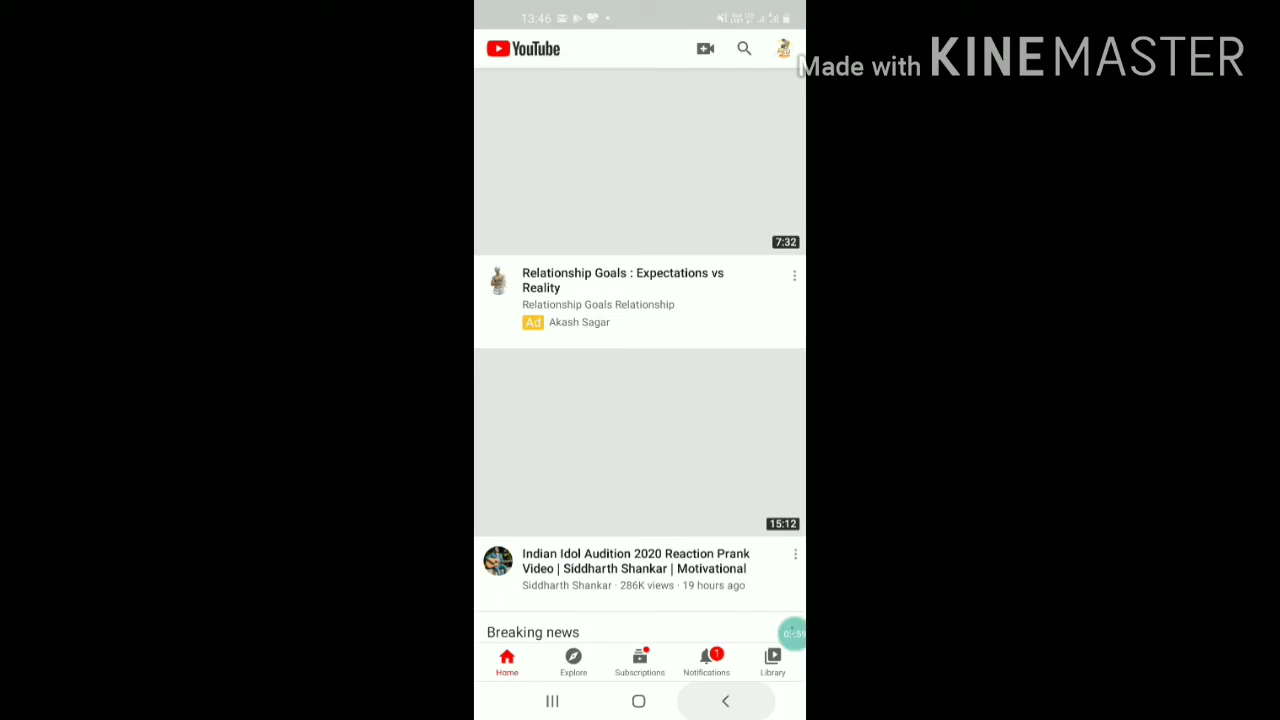 13:46
YouTube
Made with KINEMASTER
7:32
Relationship Goals : Expectations vs
Reality
Relationship Goals Relationship
Ad Akash Sagar
15:12
Indian Idol Audition 2020 Reaction Prank
Video | Siddharth Shankar | Motivational
Siddharth Shankar · 286K views · 19 hours ago
Breaking news
1
Home Explore Subscriptions Notifications Library